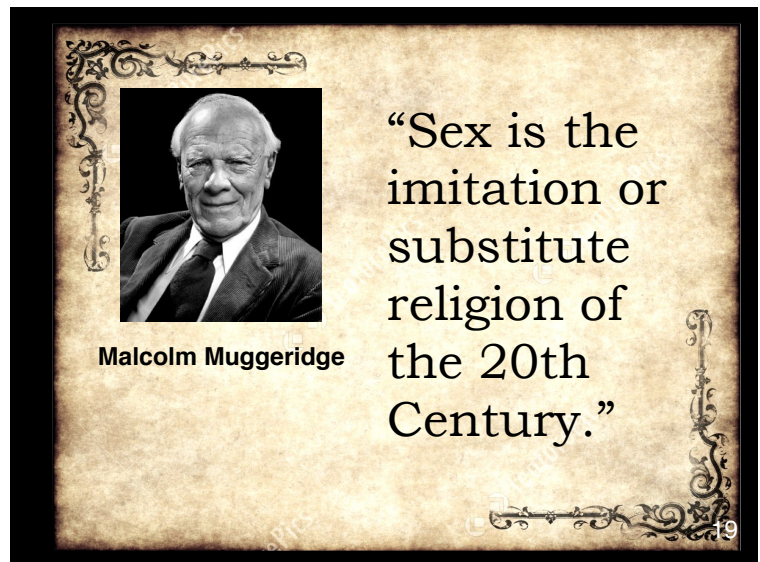 “Sex is the
imitation or
substitute
religion of
the 20th
Century.”
Malcolm Muggeridge
19